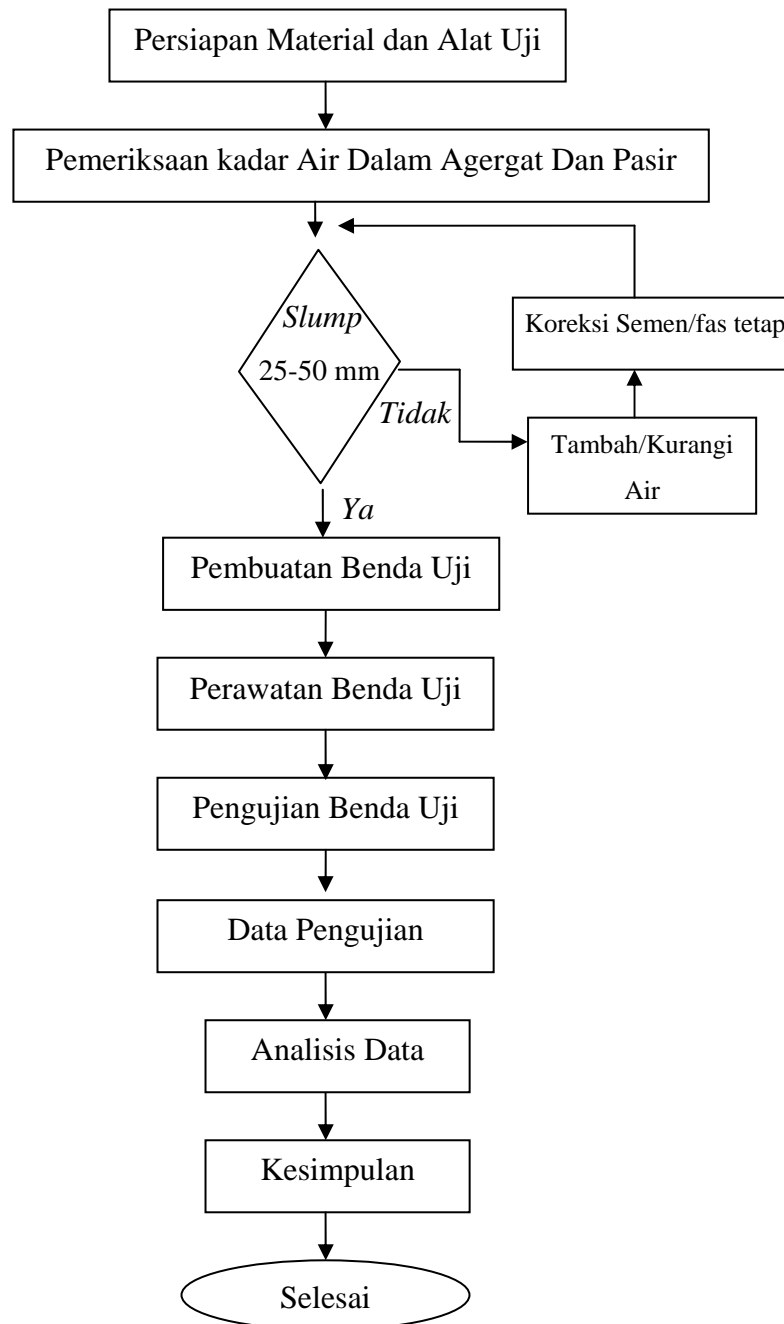 Persiapan Material dan Alat Uji
Pemeriksaan kadar Air Dalam Agergat Dan Pasir
Slump
25-50 mm
Tidak
Koreksi Semen/fas tetap
Tambah/Kurangi
Air
Ya
Pembuatan Benda Uji
Perawatan Benda Uji
Pengujian Benda Uji
Data Pengujian
Analisis Data
Kesimpulan
Selesai